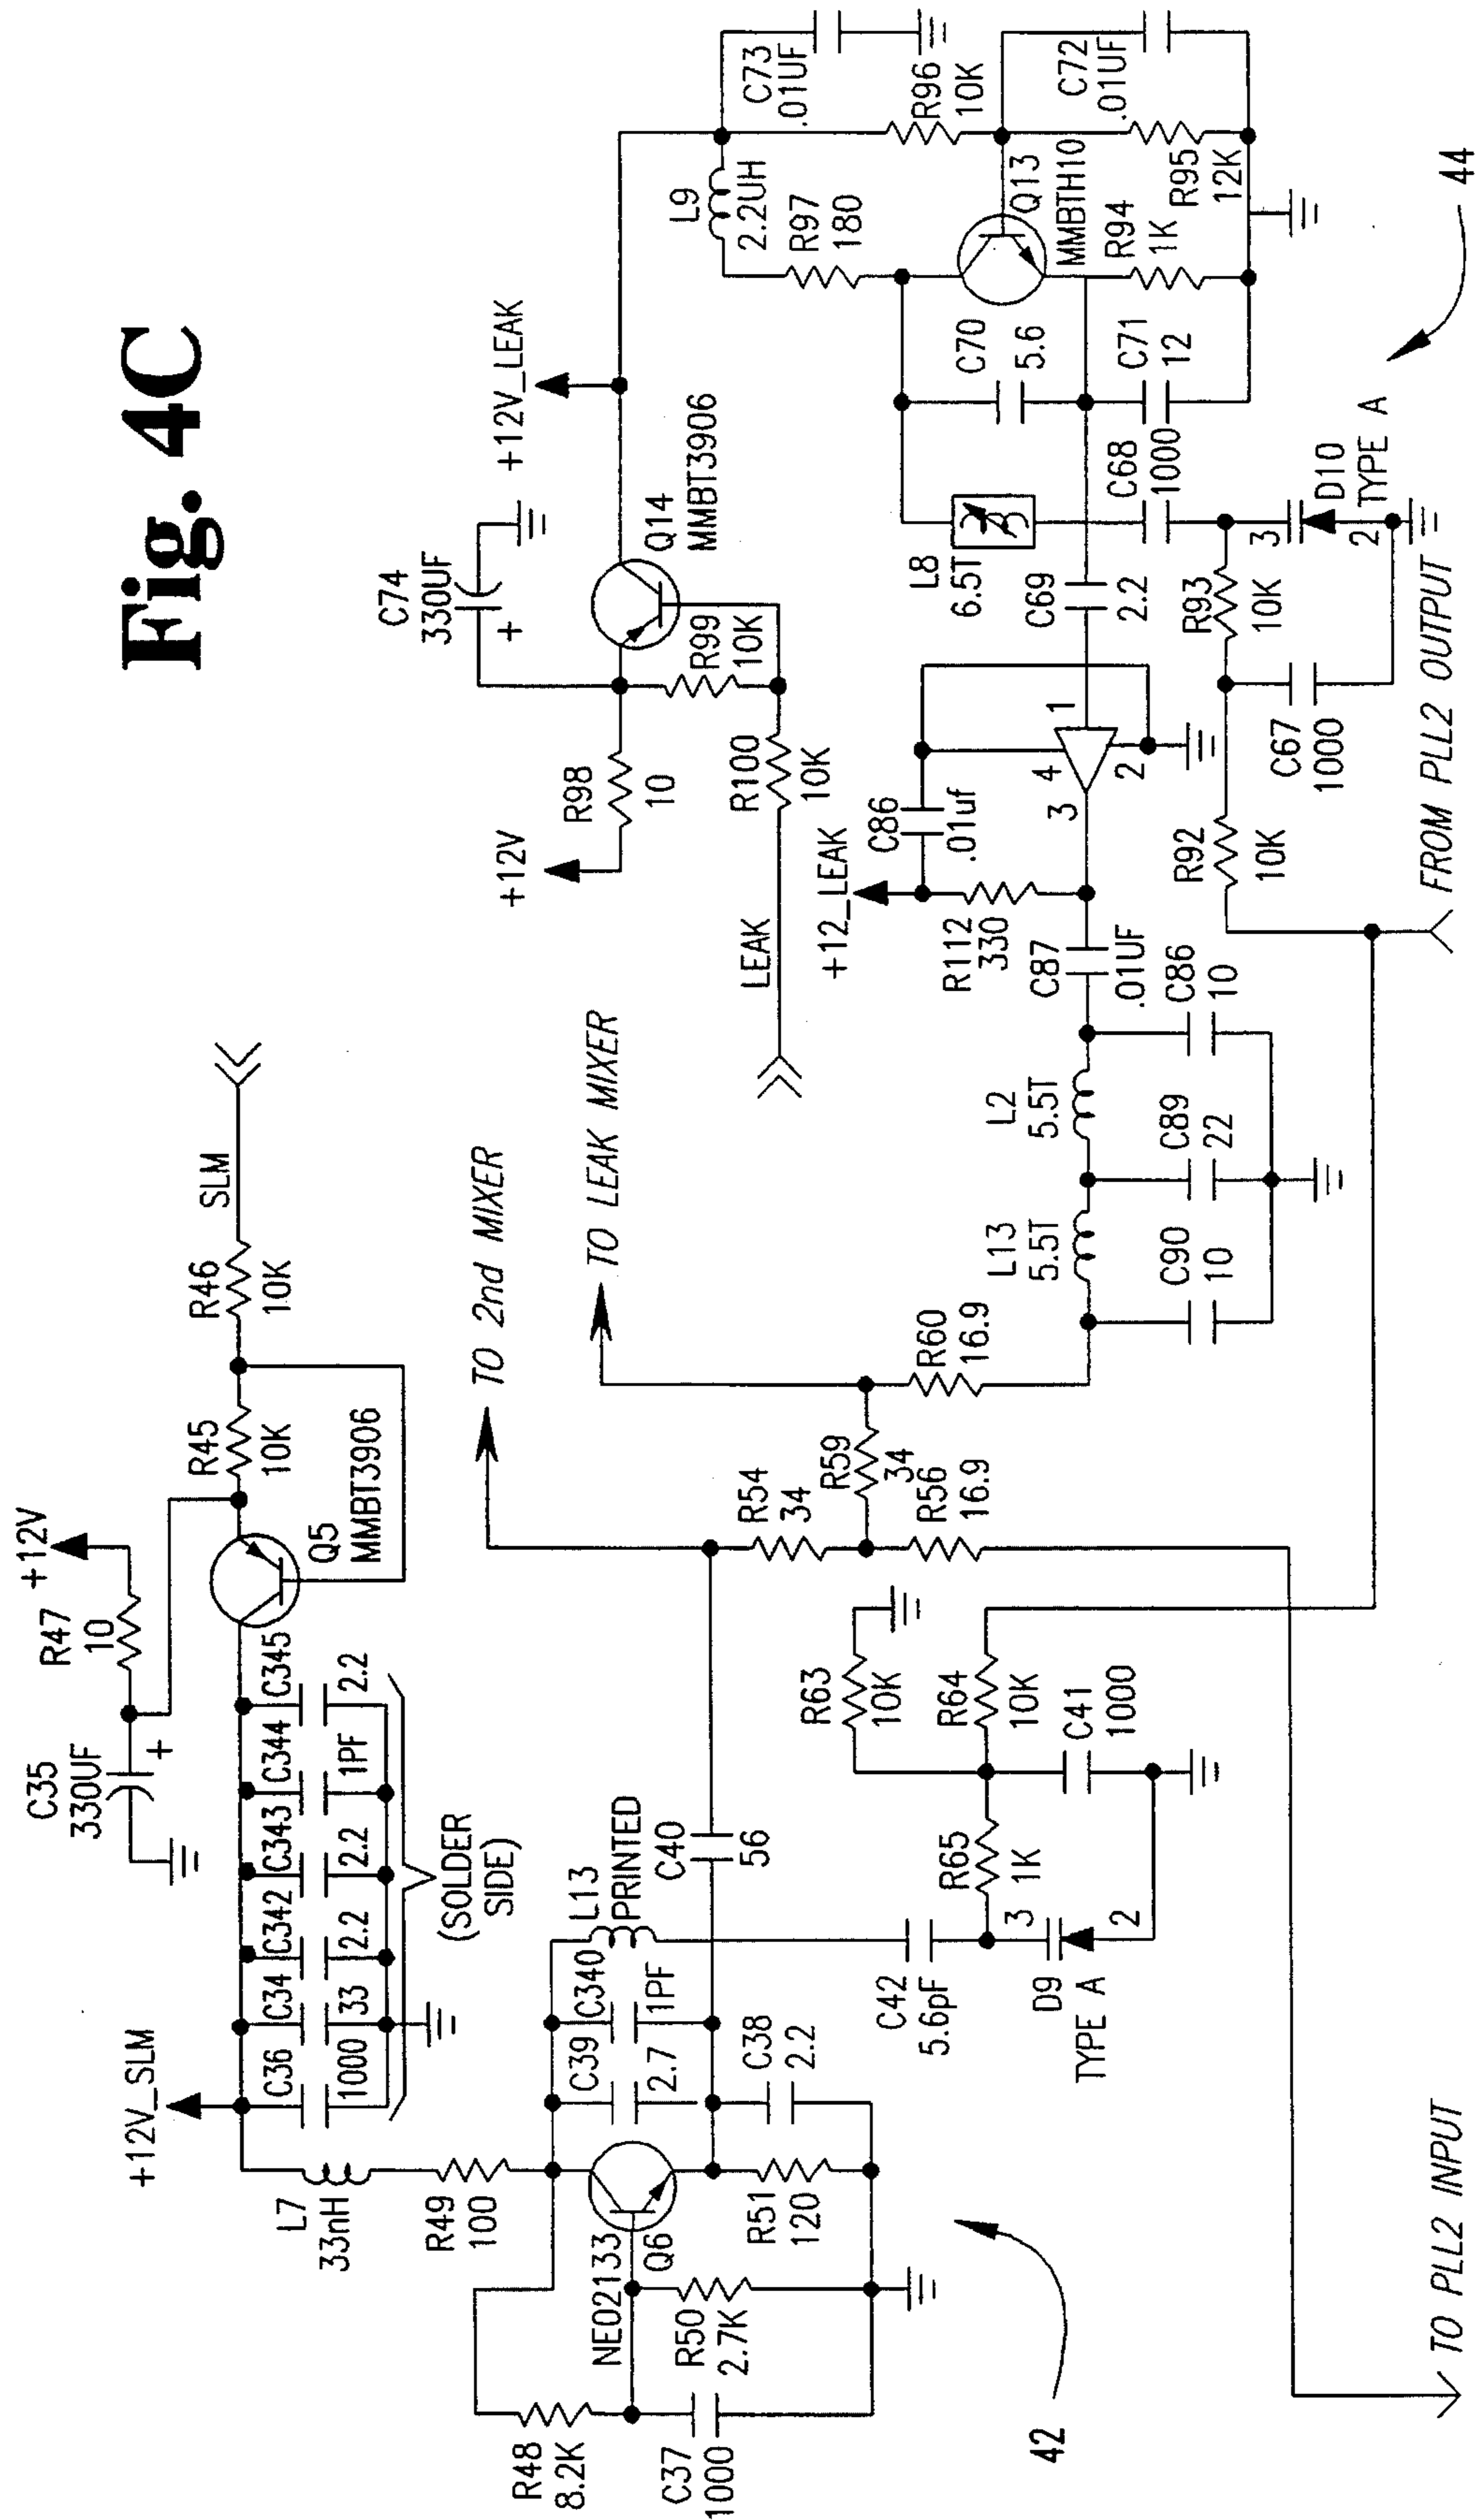 Fig. 4C
+12V
R47
10
C35
330UF
+
SLM
R46
10K
R45
10K
Q5
MMBT3906
+12V_SLM
C36
1000
C34
33
C342
2.2
C343
2.2
C344
1PF
C345
2.2
(SOLDER
SIDE)
L7
33nH
R49
100
NE02133
Q6
R48
8.2K
R50
2.7K
C37
1000
R51
120
C39
2.7
C340
1PF
C38
2.2
L13
PRINTED
C40
56
C42
5.6pF
D9
TYPE A
3
2
R65
1K
R63
10K
R64
10K
C41
1000
42
TO 2nd MIXER
TO LEAK MIXER
R54
34
R59
34
R56
16.9
R60
16.9
L13
5.5T
L2
5.5T
C90
10
C89
22
C86
10
C87
.01UF
R112
330
+12_LEAK
C86
.01uf
3
4
1
2
LEAK
R100
10K
+12V
R98
10
R99
10K
C74
330UF
+
Q14
MMBT3906
+12V_LEAK
L9
2.2UH
C73
.01UF
R97
180
R96
10K
Q13
MMBTH10
C72
.01UF
R94
1K
R95
12K
C70
5.6
C71
12
L8
6.5T
C69
2.2
C68
1000
D10
TYPE A
3
2
R93
10K
C67
1000
R92
10K
FROM PLL2 OUTPUT
TO PLL2 INPUT
44